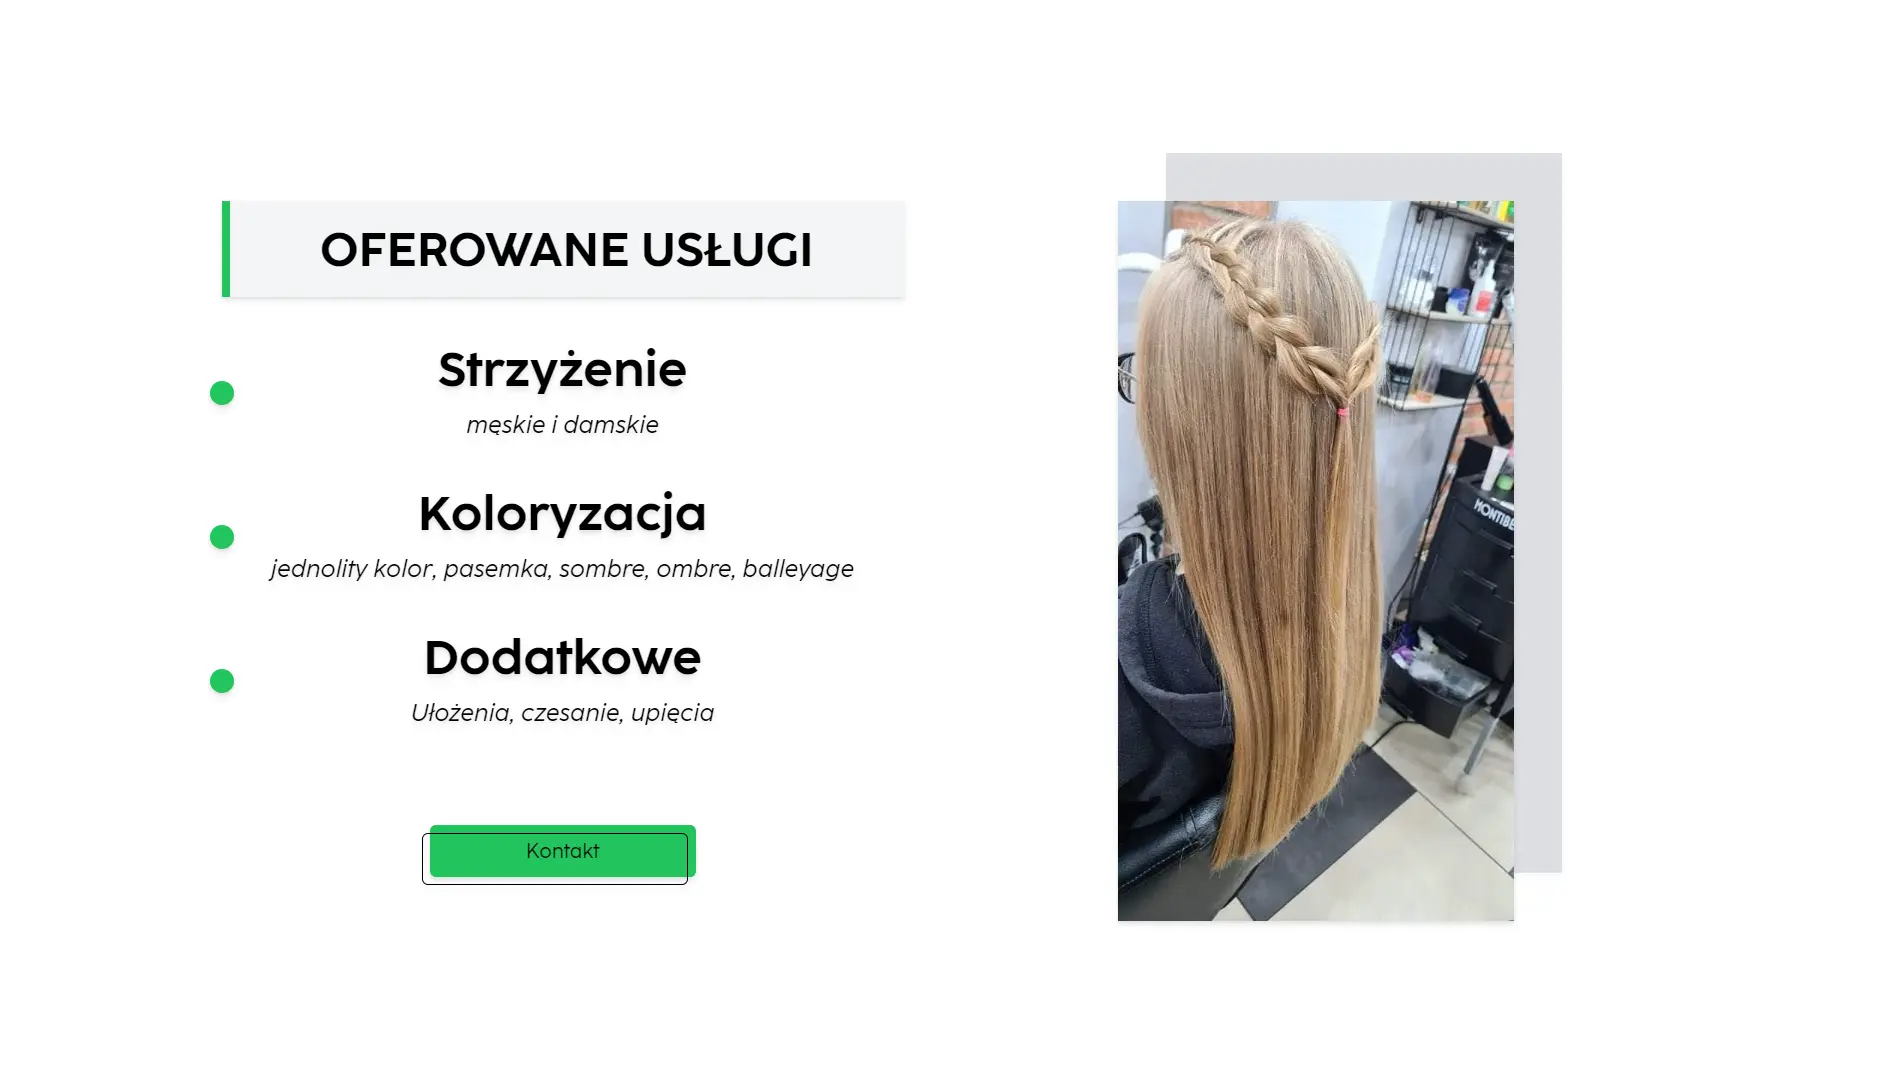 OFEROWANE USŁUGI
Strzyżenie
męskie i damskie
Koloryzacja
jednolity kolor, pasemka, sombre, ombre, balleyage
Dodatkowe
Ułożenia, czesanie, upięcia
Kontakt
MONTIBE